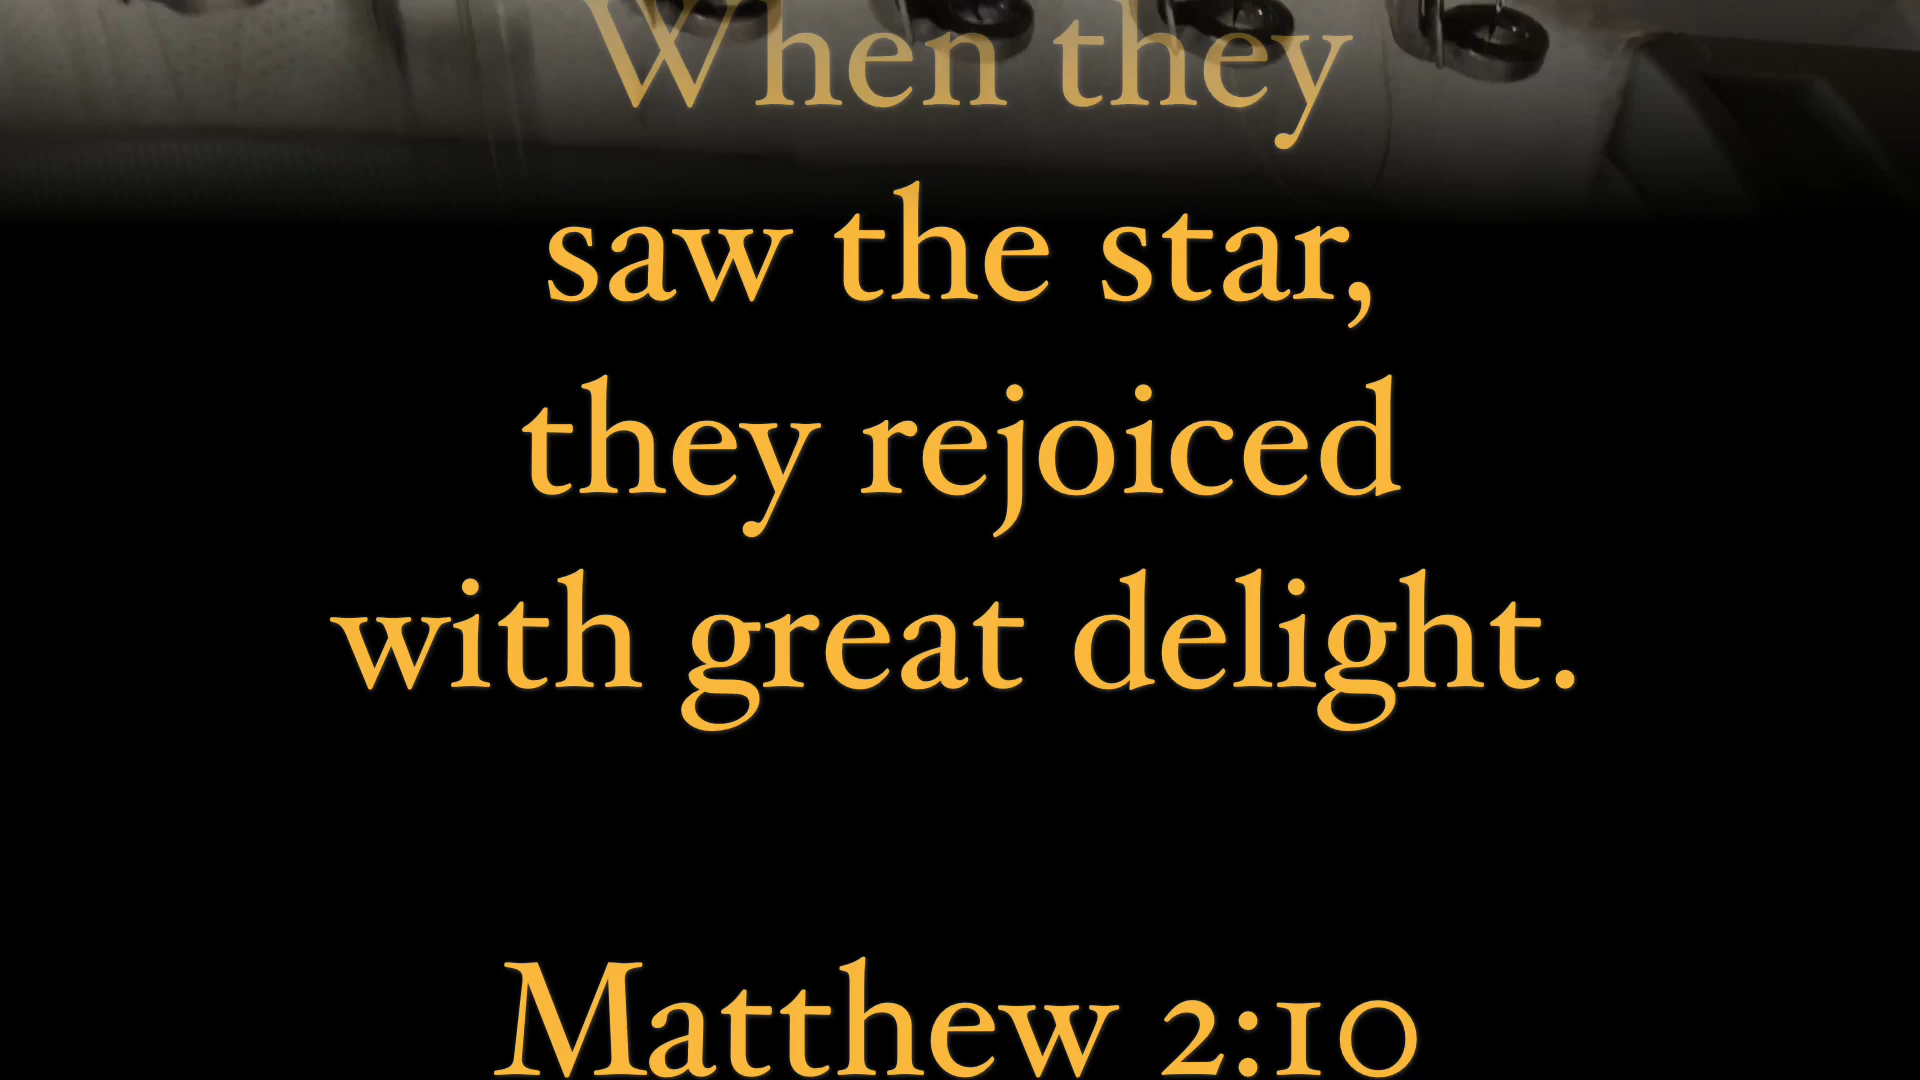 When they
saw the star,
they rejoiced
with great delight.
Matthew 2:10